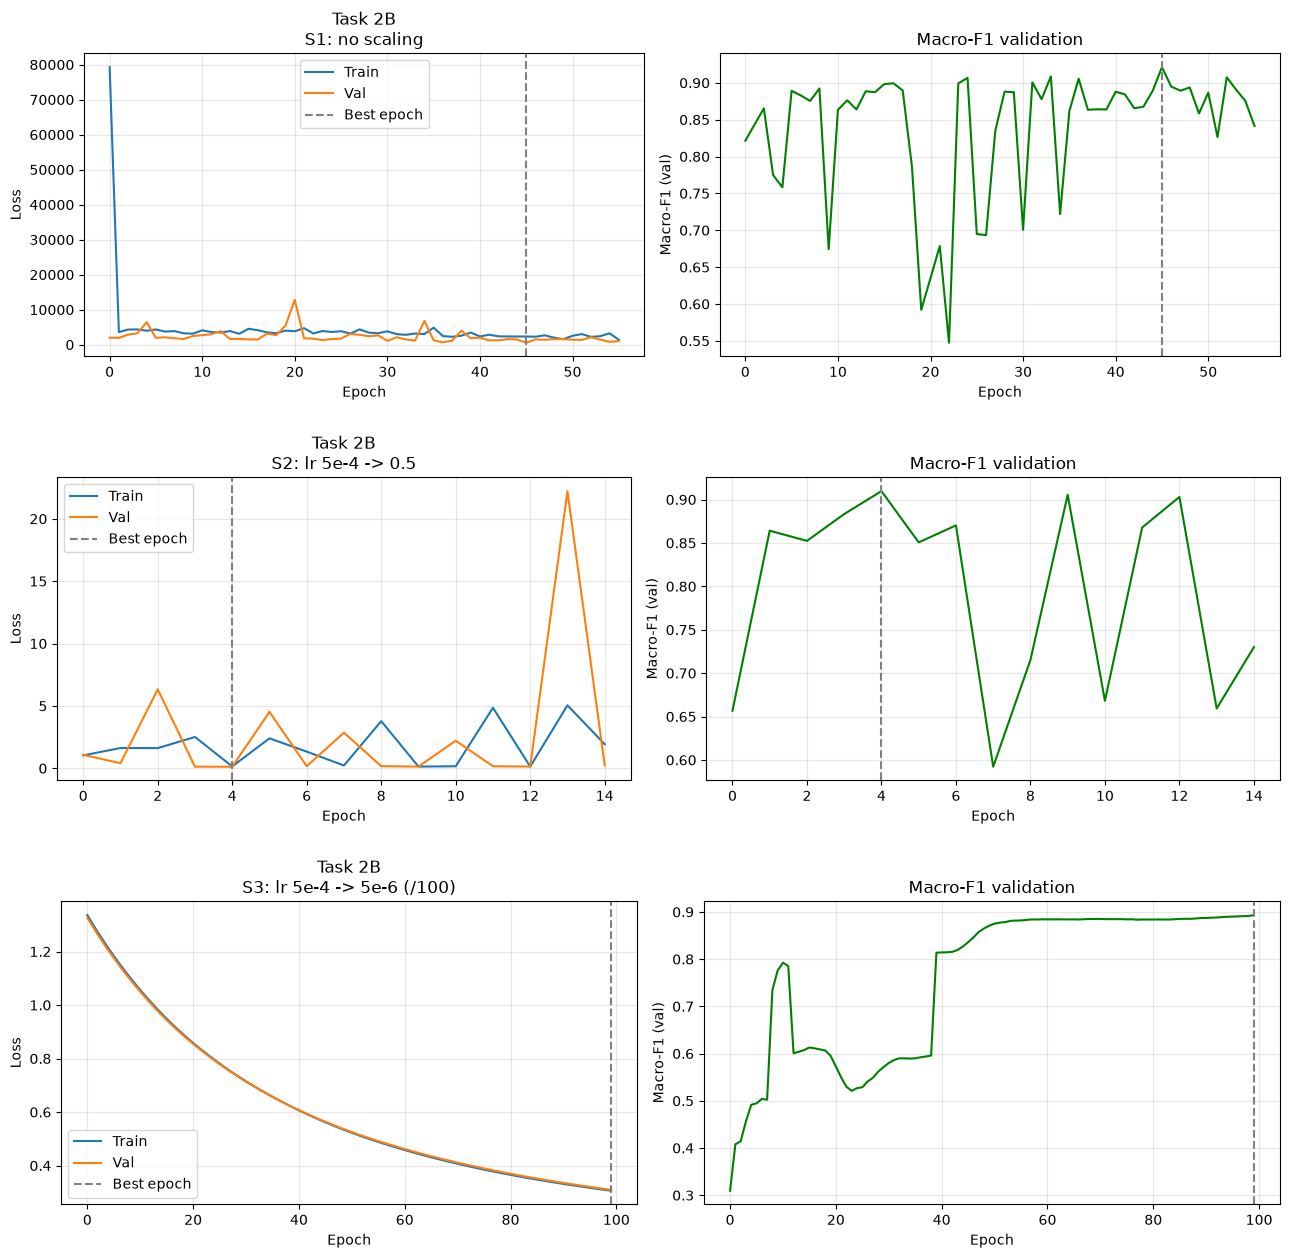 Task 2B
S1: no scaling
80000
70000
60000
50000
40000
30000
20000
10000
0
Loss
Train
Val
Best epoch
0 10 20 30 40 50
Epoch
Macro-F1 validation
0.90
0.85
0.80
0.75
0.70
0.65
0.60
0.55
Macro-F1 (val)
0 10 20 30 40 50
Epoch
Task 2B
S2: lr 5e-4 -> 0.5
20
15
10
5
0
Loss
Train
Val
Best epoch
0 2 4 6 8 10 12 14
Epoch
Macro-F1 validation
0.90
0.85
0.80
0.75
0.70
0.65
0.60
Macro-F1 (val)
0 2 4 6 8 10 12 14
Epoch
Task 2B
S3: lr 5e-4 -> 5e-6 (/100)
1.2
1.0
0.8
0.6
0.4
Loss
Train
Val
Best epoch
0 20 40 60 80 100
Epoch
Macro-F1 validation
0.9
0.8
0.7
0.6
0.5
0.4
0.3
Macro-F1 (val)
0 20 40 60 80 100
Epoch